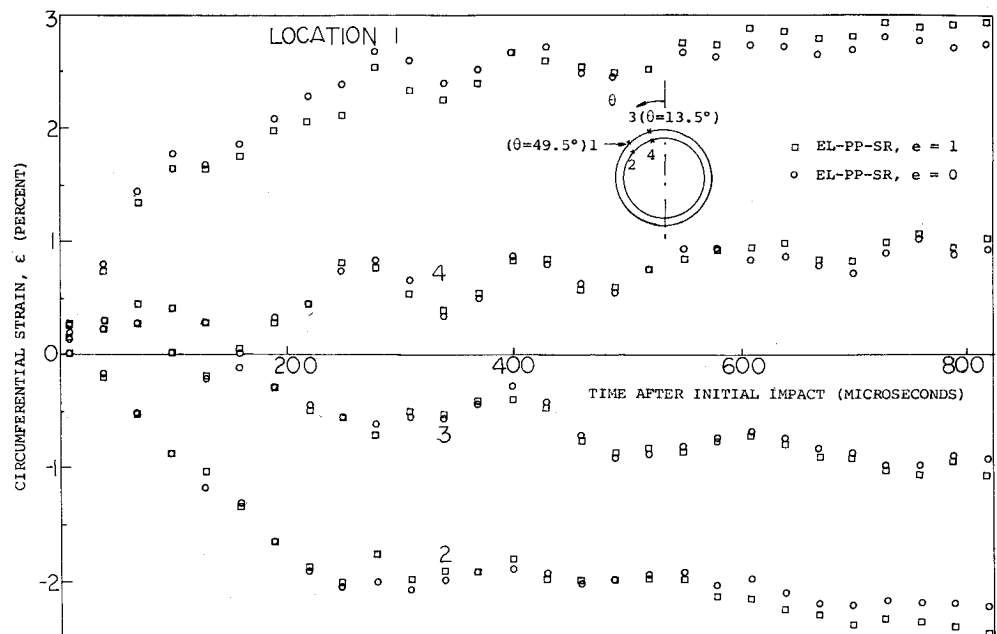 3
LOCATION 1
θ
3(θ=13.5°)
(θ=49.5°)1
4
2
□ EL-PP-SR, e = 1
○ EL-PP-SR, e = 0
2
1
4
0
200
400
600
800
TIME AFTER INITIAL IMPACT (MICROSECONDS)
3
-1
2
-2
CIRCUMFERENTIAL STRAIN, ε (PERCENT)